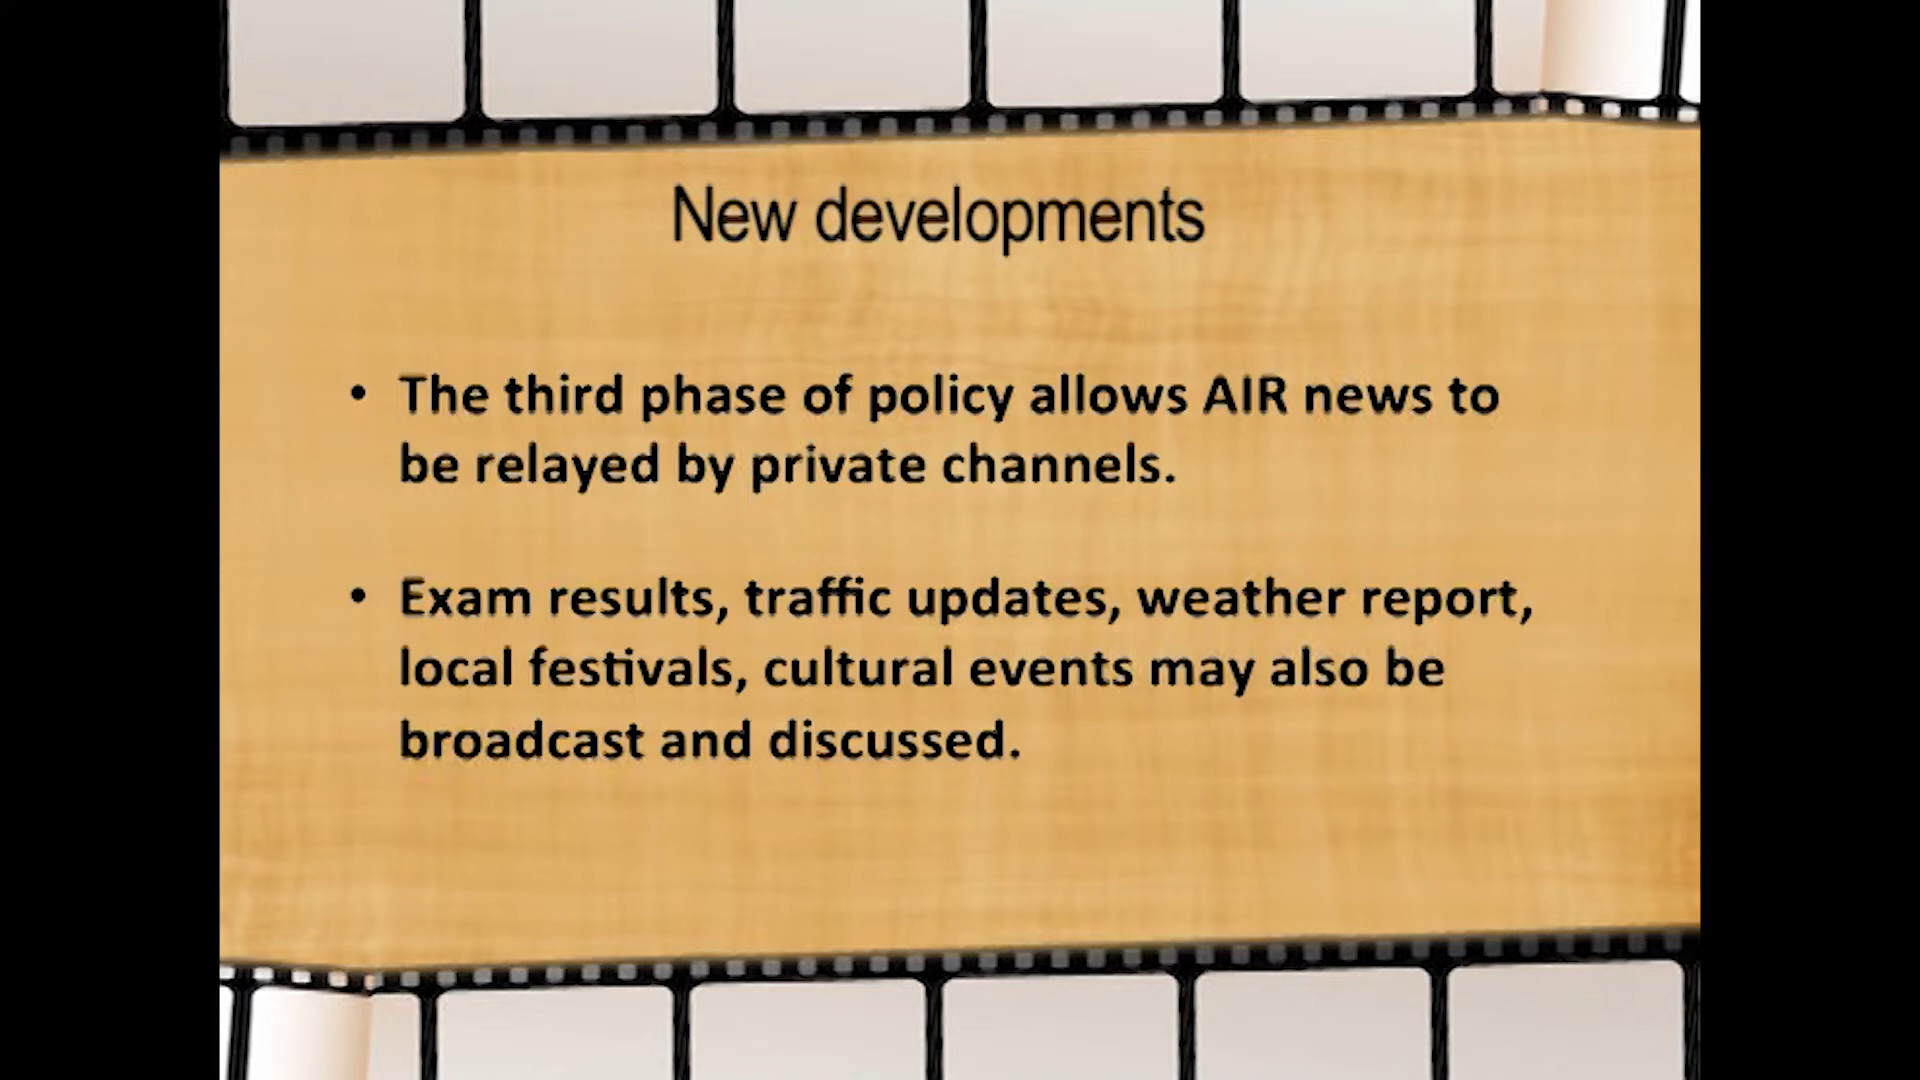 New developments
• The third phase of policy allows AIR news to
be relayed by private channels.
• Exam results, traffic updates, weather report,
local festivals, cultural events may also be
broadcast and discussed.